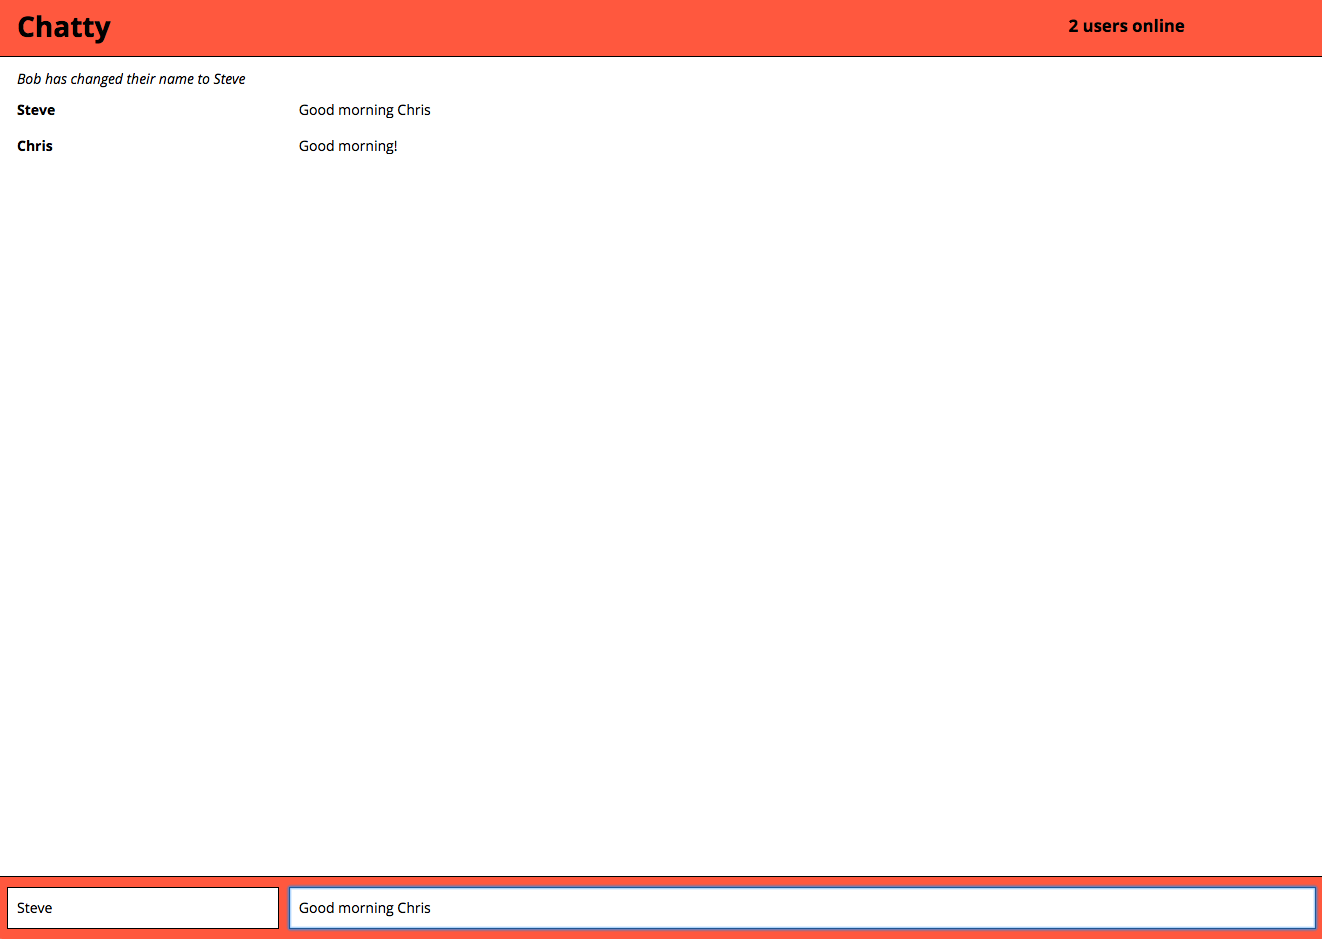 Chatty
2 users online
Bob has changed their name to Steve
Steve Good morning Chris
Chris Good morning!
Steve Good morning Chris